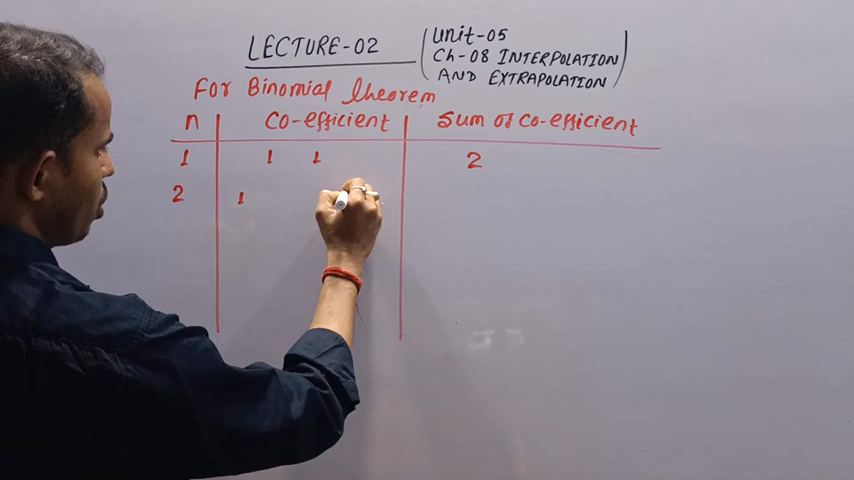 LECTURE-02
Unit-05
Ch-08 INTERPOLATION
AND EXTRAPOLATION
For Binomial theorem
n Co-efficient Sum of Co-efficient
1 1 1 2
2 1